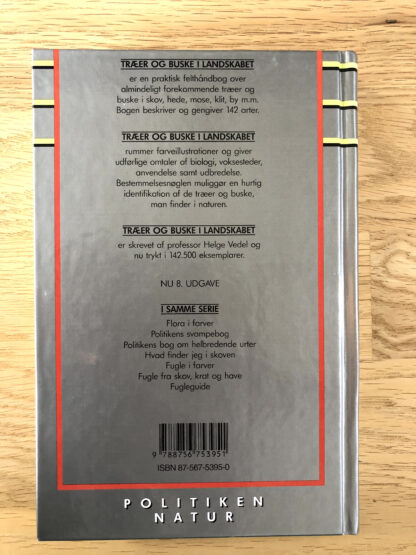 TRÆER OG BUSKE I LANDSKABET
er en praktisk felthåndbog over
almindeligt forekommende træer og
buske i skov, hede, mose, klit, by m.m.
Bogen beskriver og gengiver 142 arter.
TRÆER OG BUSKE I LANDSKABET
rummer farveillustrationer og giver
udførlige omtaler af biologi, voksesteder,
anvendelse samt udbredelse.
Bestemmelsesnøglen muliggør en hurtig
identifikation af de træer og buske,
man finder i naturen.
TRÆER OG BUSKE I LANDSKABET
er skrevet af professor Helge Vedel og
nu trykt i 142.500 eksemplarer.
NU 8. UDGAVE
I SAMME SERIE
Flora i farver
Politikens svampebog
Politikens bog om helbredende urter
Hvad finder jeg i skoven
Fugle i farver
Fugle fra skov, krat og have
Fugleguide
9 788756 753951
ISBN 87-567-5395-0
POLITIKEN
NATUR